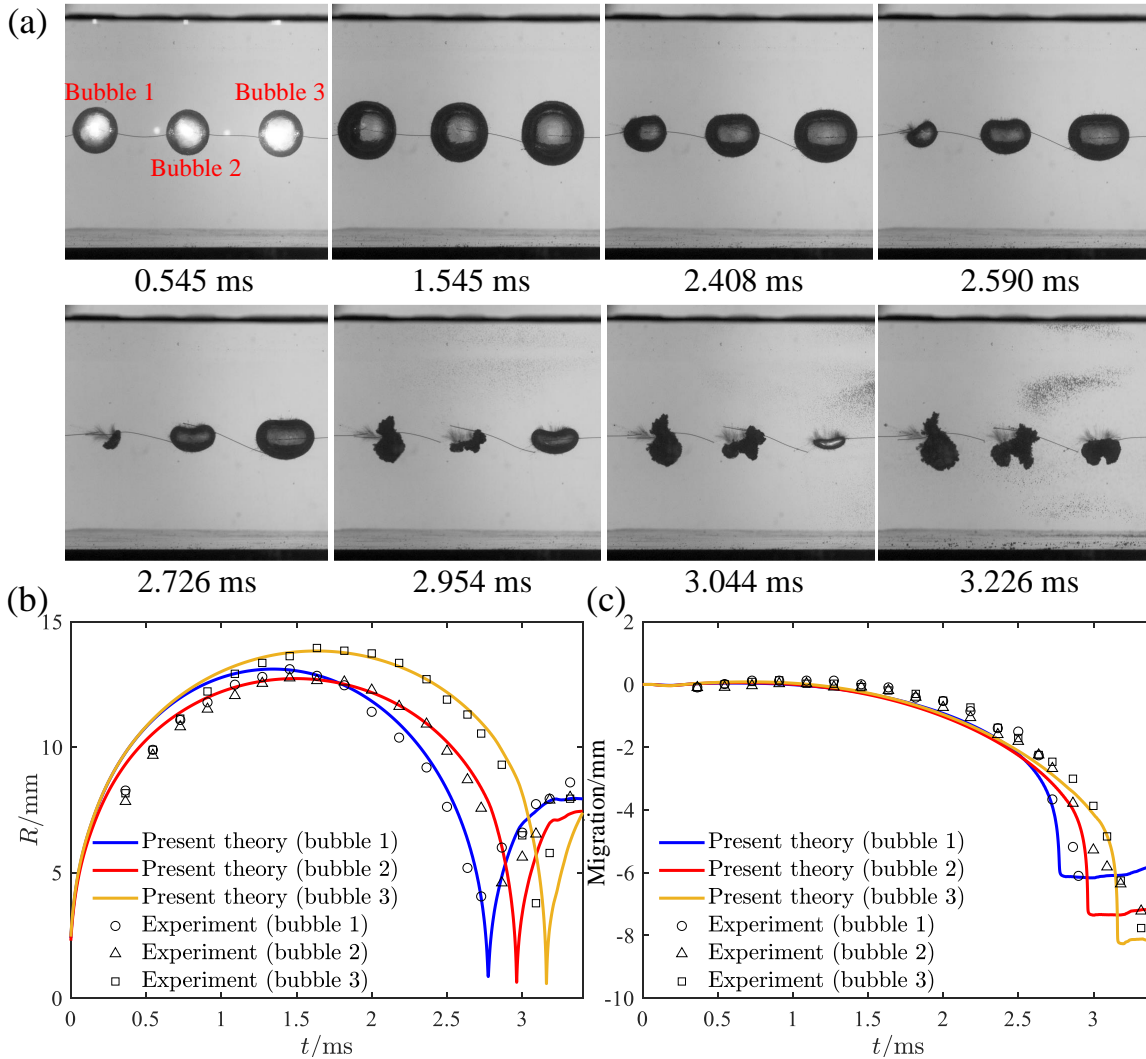 (a)
Bubble 1
Bubble 3
Bubble 2
0.545 ms
1.545 ms
2.408 ms
2.590 ms
2.726 ms
2.954 ms
3.044 ms
3.226 ms
(b)
15
10
5
0
R/mm
Present theory (bubble 1)
Present theory (bubble 2)
Present theory (bubble 3)
Experiment (bubble 1)
Experiment (bubble 2)
Experiment (bubble 3)
0 0.5 1 1.5 2 2.5 3
t/ms
(c)
2
0
-2
-4
-6
-8
-10
Migration/mm
Present theory (bubble 1)
Present theory (bubble 2)
Present theory (bubble 3)
Experiment (bubble 1)
Experiment (bubble 2)
Experiment (bubble 3)
0 0.5 1 1.5 2 2.5 3
t/ms